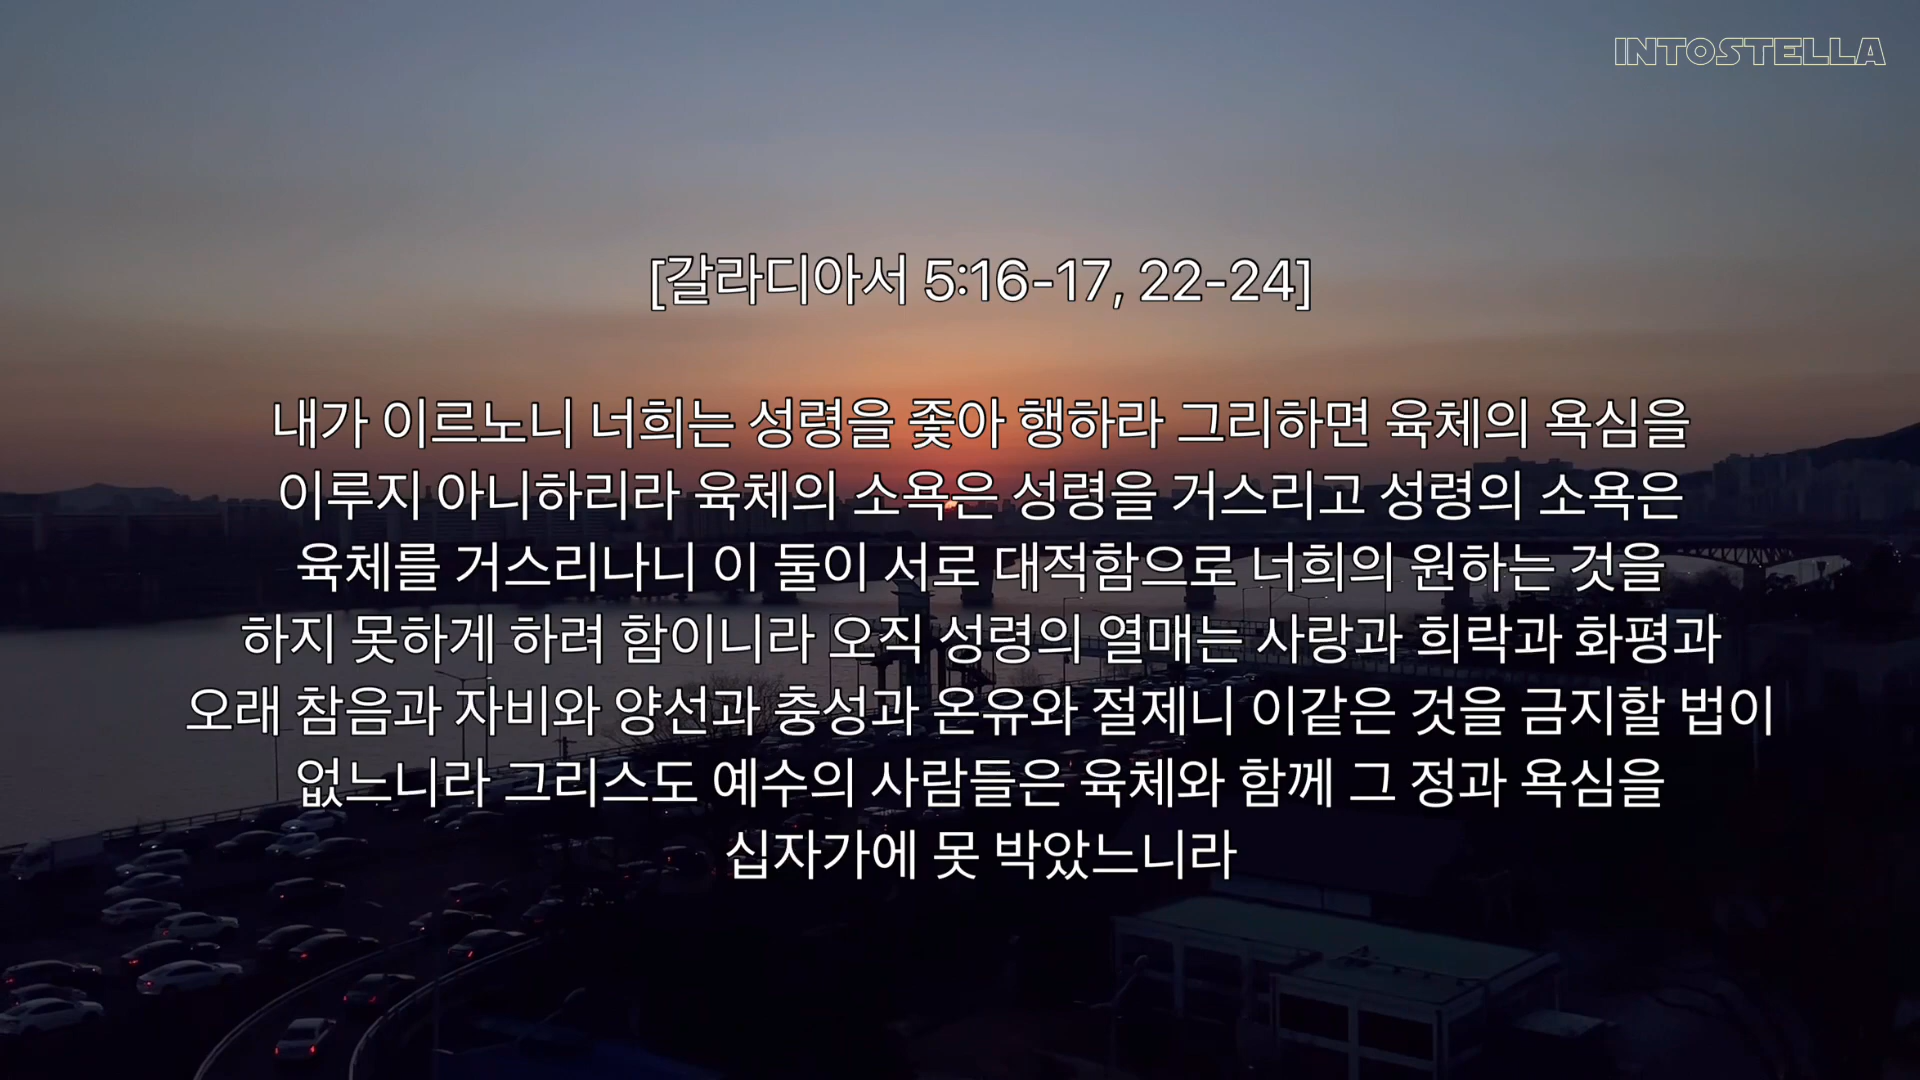 INTOSTELLA
[갈라디아서 5:16-17, 22-24]
내가 이르노니 너희는 성령을 좇아 행하라 그리하면 육체의 욕심을
이루지 아니하리라 육체의 소욕은 성령을 거스리고 성령의 소욕은
육체를 거스리나니 이 둘이 서로 대적함으로 너희의 원하는 것을
하지 못하게 하려 함이니라 오직 성령의 열매는 사랑과 희락과 화평과
오래 참음과 자비와 양선과 충성과 온유와 절제니 이같은 것을 금지할 법이
없느니라 그리스도 예수의 사람들은 육체와 함께 그 정과 욕심을
십자가에 못 박았느니라